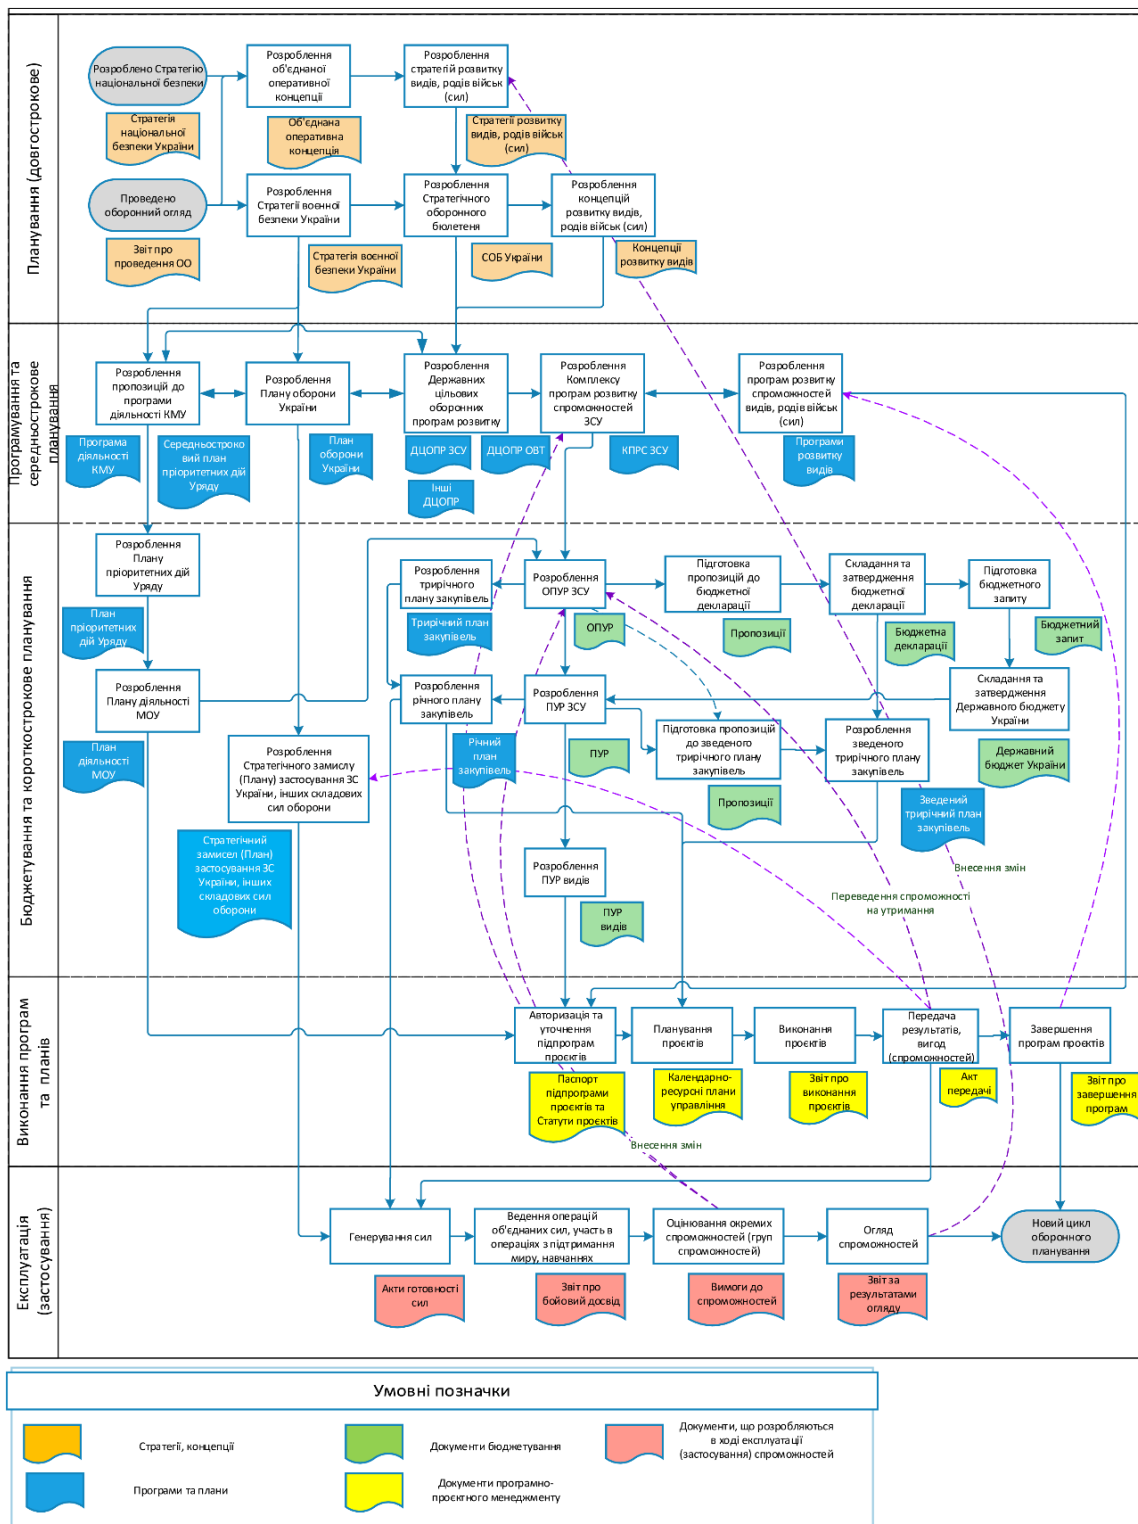 Планування (довгострокове)
Розроблено Стратегію
національної безпеки
Розроблення
об'єднаної
оперативної
концепції
Розроблення
стратегій розвитку
видів, родів військ
(сил)
Стратегія
національної
безпеки України
Об'єднана
оперативна
концепція
Стратегії розвитку
видів, родів військ
(сил)
Проведено
оборонний огляд
Розроблення
Стратегії воєнної
безпеки України
Розроблення
Стратегічного
оборонного
бюлетеня
Розроблення
концепцій
розвитку видів,
родів військ (сил)
Звіт про
проведення ОО
Стратегія воєнної
безпеки України
СОБ України
Концепції
розвитку видів
Програмування та
середньострокове
планування
Розроблення
пропозицій до
програми
діяльності КМУ
Розроблення
Плану оборони
України
Розроблення
Державних
цільових
оборонних
програм розвитку
Розроблення
Комплексу
програм розвитку
спроможностей
ЗСУ
Розроблення
програм розвитку
спроможностей
видів, родів військ
(сил)
Програма
діяльності
КМУ
Середньостроко
вий план
пріоритетних дій
Уряду
План
оборони
України
ДЦОПР ЗСУ
ДЦОПР ОВТ
КПРС ЗСУ
Програми
розвитку
видів
Інші
ДЦОПР
Бюджетування та короткострокове планування
Розроблення
Плану
пріоритетних дій
Уряду
Розроблення
трирічного
плану закупівель
Розроблення
ОПУР ЗСУ
Підготовка
пропозицій до
бюджетної
декларації
Складання та
затвердження
бюджетної
декларації
Підготовка
бюджетного
запиту
План
пріоритетних
дій Уряду
Трирічний план
закупівель
ОПУР
Пропозиції
Бюджетна
декларації
Бюджетний
запит
Розроблення
Плану діяльності
МОУ
Розроблення
річного плану
закупівель
Розроблення
ПУР ЗСУ
Складання та
затвердження
Державного бюджету
України
План
діяльності
МОУ
Розроблення
Стратегічного замислу
(Плану) застосування ЗС
України, інших складових
сил оборони
Річний
план
закупівель
ПУР
Підготовка пропозицій
до зведеного
трирічного плану
закупівель
Розроблення
зведеного
трирічного плану
закупівель
Державний
бюджет України
Пропозиції
Зведений
трирічний план
закупівель
Стратегічний
замисел (План)
застосування ЗС
України, інших
складових сил
оборони
Розроблення
ПУР видів
Внесення змін
Переведення спроможності
на утримання
ПУР
видів
Виконання програм
та планів
Авторизація та
уточнення
підпрограм
проєктів
Планування
проєктів
Виконання
проєктів
Передача
результатів,
вигод
(спроможностей)
Завершення
програм проєктів
Паспорт
підпрограми
проєктів та
Статути проєктів
Календарно-
ресурсоні плани
управління
Звіт про
виконання
проєктів
Акт
передачі
Звіт про
завершення
програм
Внесення змін
Експлуатація
(застосування)
Генерування сил
Ведення операцій
об'єднаних сил, участь в
операціях з підтримання
миру, навчаннях
Оцінювання окремих
спроможностей (груп
спроможностей)
Огляд
спроможностей
Новий цикл
оборонного
планування
Акти готовності
сил
Звіт про
бойовий досвід
Вимоги до
спроможностей
Звіт за
результатами
огляду
Умовні позначки
Стратегії, концепції
Документи бюджетування
Документи, що розробляються
в ході експлуатації
(застосування) спроможностей
Програми та плани
Документи програмно-
проєктного менеджменту